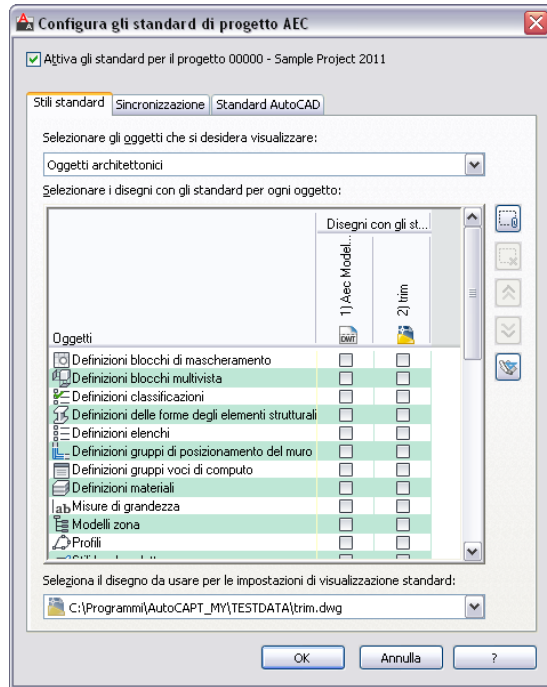 Configura gli standard di progetto AEC
Attiva gli standard per il progetto 00000 - Sample Project 2011
Stili standard
Sincronizzazione
Standard AutoCAD
Selezionare gli oggetti che si desidera visualizzare:
Oggetti architettonici
Selezionare i disegni con gli standard per ogni oggetto:
Disegni con gli st...
1) Aec Model...
2) trim
DWT
Oggetti
Definizioni blocchi di mascheramento
Definizioni blocchi multivista
Definizioni classificazioni
Definizioni delle forme degli elementi strutturali
Definizioni elenchi
Definizioni gruppi di posizionamento del muro
Definizioni gruppi voci di computo
Definizioni materiali
ab Misure di grandezza
Modelli zona
Profili
Seleziona il disegno da usare per le impostazioni di visualizzazione standard:
C:\Programmi\AutoCAPT_MY\TESTDATA\trim.dwg
OK
Annulla
?